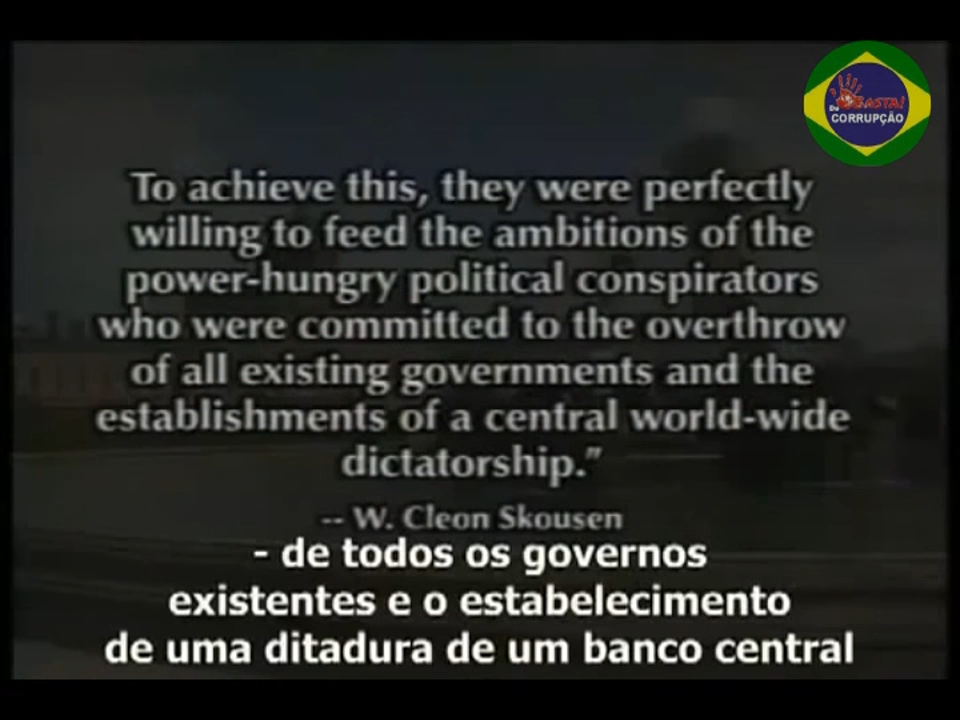 Du BASTA!
CORRUPÇÃO
To achieve this, they were perfectly
willing to feed the ambitions of the
power-hungry political conspirators
who were committed to the overthrow
of all existing governments and the
establishments of a central world-wide
dictatorship.”
-- W. Cleon Skousen
- de todos os governos
existentes e o estabelecimento
de uma ditadura de um banco central